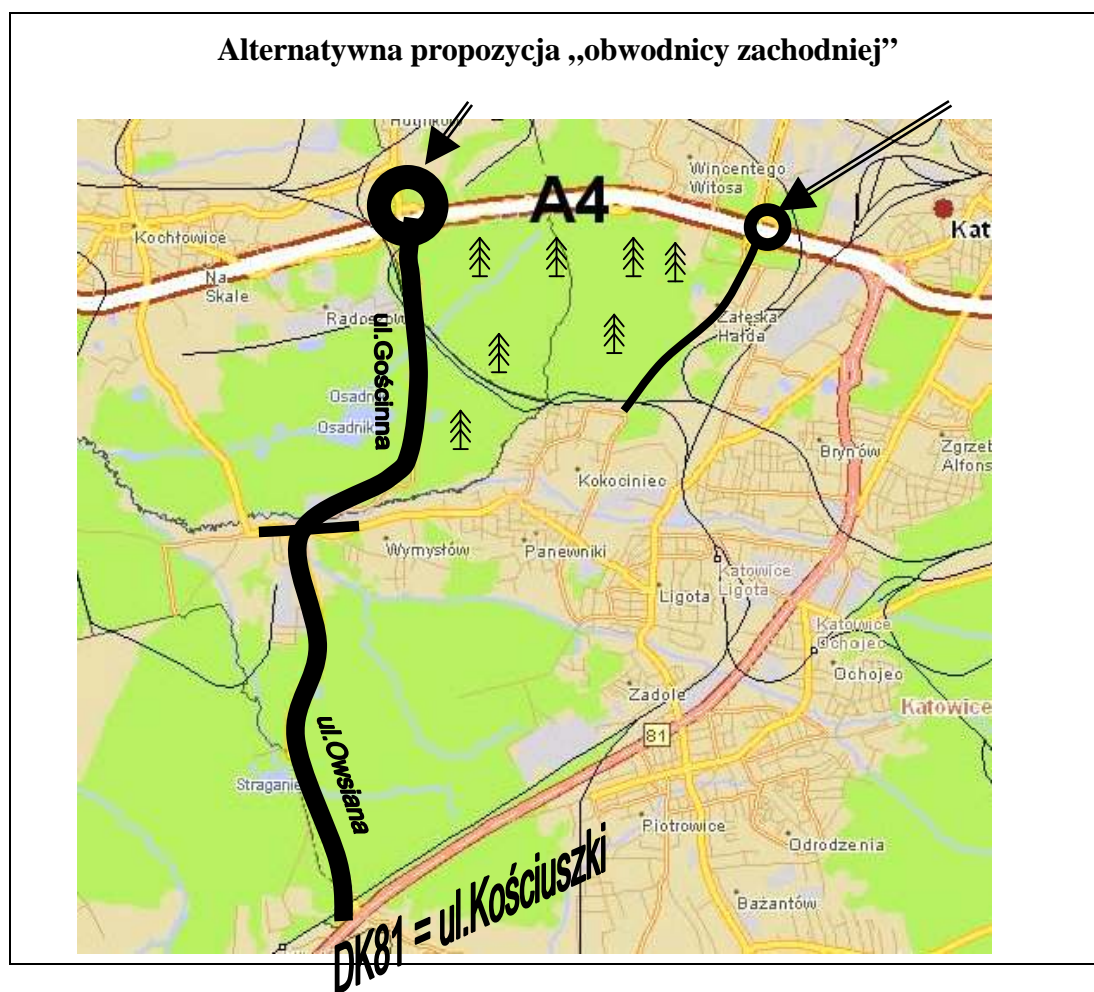 Alternatywna propozycja „obwodnicy zachodniej”
Wincentego
Witosa
A4
Kochłowice
Kat
Na
Skale
Radoszow
Załęska
Hałda
ul.Gościnna
Osadnik
Osadnik
Brynów
Zgrzeb
Alfons
Kokociniec
Wymysłów
Panewniki
Katowice
Ligota
Ligota
Katowice
Ochojec
Ochojec
Zadole
Katowice
81
ul.Owsiana
Straganie
Piotrowice
Odrodzenia
Bażantów
DK81 = ul.Kościuszki